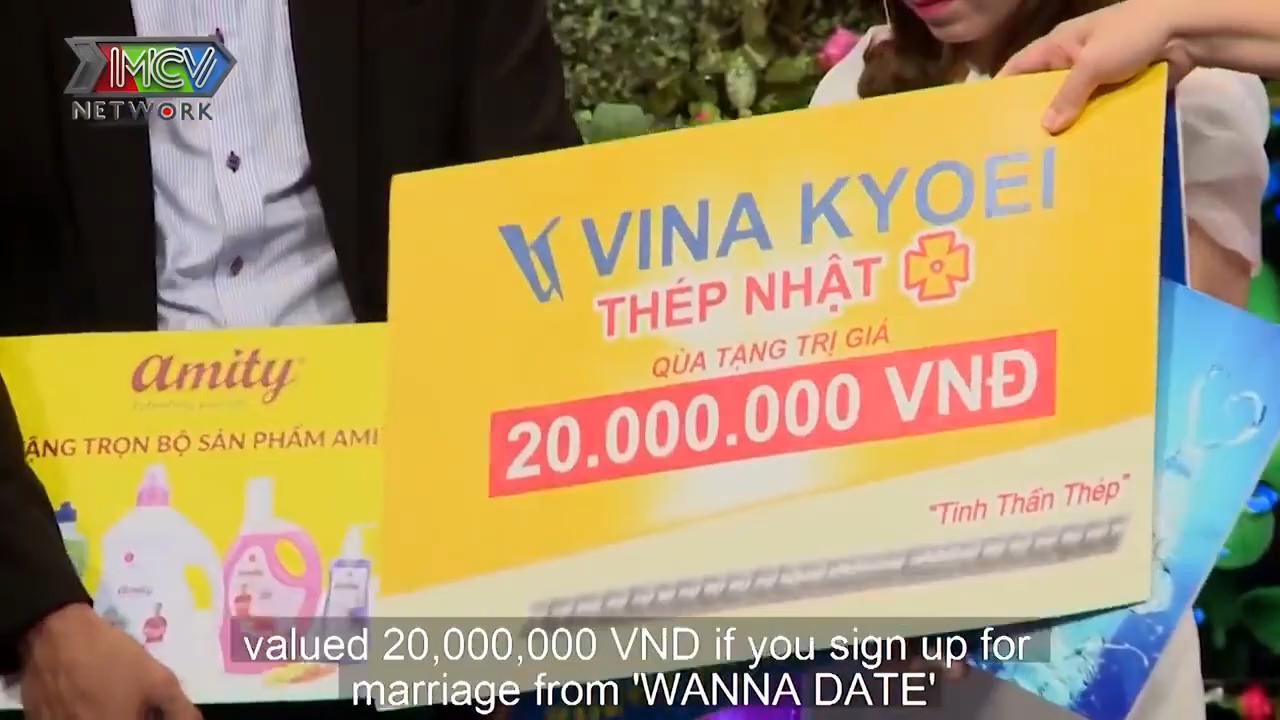 MCV
NETWORK
VINA KYOEI
THÉP NHẬT
QÙA TẶNG TRỊ GIÁ
20.000.000 VNĐ
"Tinh Thần Thép"
amity
ẶNG TRỌN BỘ SẢN PHẨM AMI
amity
valued 20,000,000 VND if you sign up for
marriage from 'WANNA DATE'